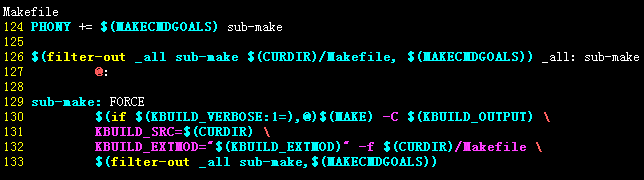 Makefile
124 PHONY += $(MAKECMDGOALS) sub-make
125
126 $(filter-out _all sub-make $(CURDIR)/Makefile, $(MAKECMDGOALS)) _all: sub-make
127 @:
128
129 sub-make: FORCE
130 $(if $(KBUILD_VERBOSE:1=),@)$(MAKE) -C $(KBUILD_OUTPUT) \
131 KBUILD_SRC=$(CURDIR) \
132 KBUILD_EXTMOD="$(KBUILD_EXTMOD)" -f $(CURDIR)/Makefile \
133 $(filter-out _all sub-make,$(MAKECMDGOALS))